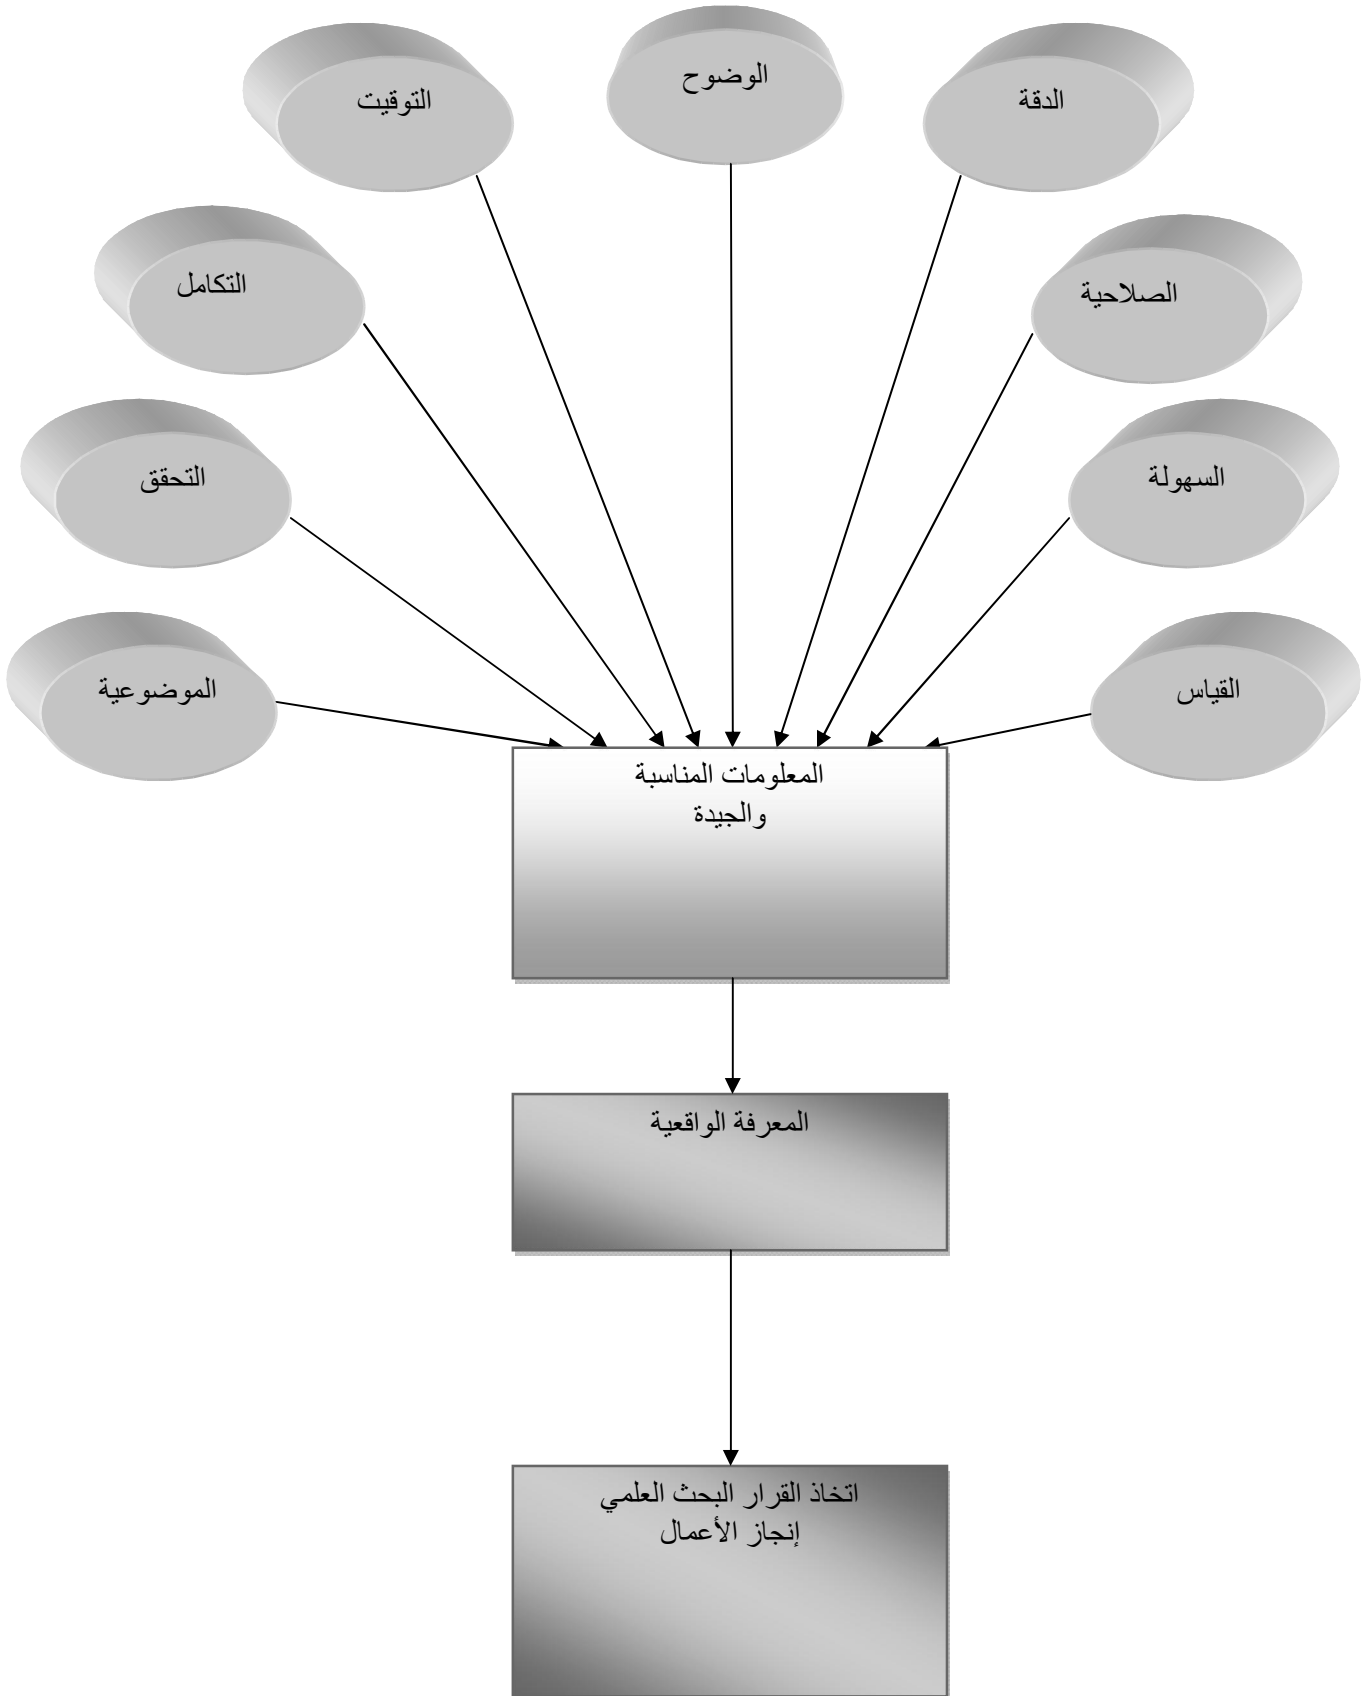 الوضوح
الدقة
التوقيت
الصلاحية
التكامل
السهولة
التحقق
القياس
الموضوعية
المعلومات المناسبة
والجيدة
المعرفة الواقعية
اتخاذ القرار البحث العلمي
إنجاز الأعمال